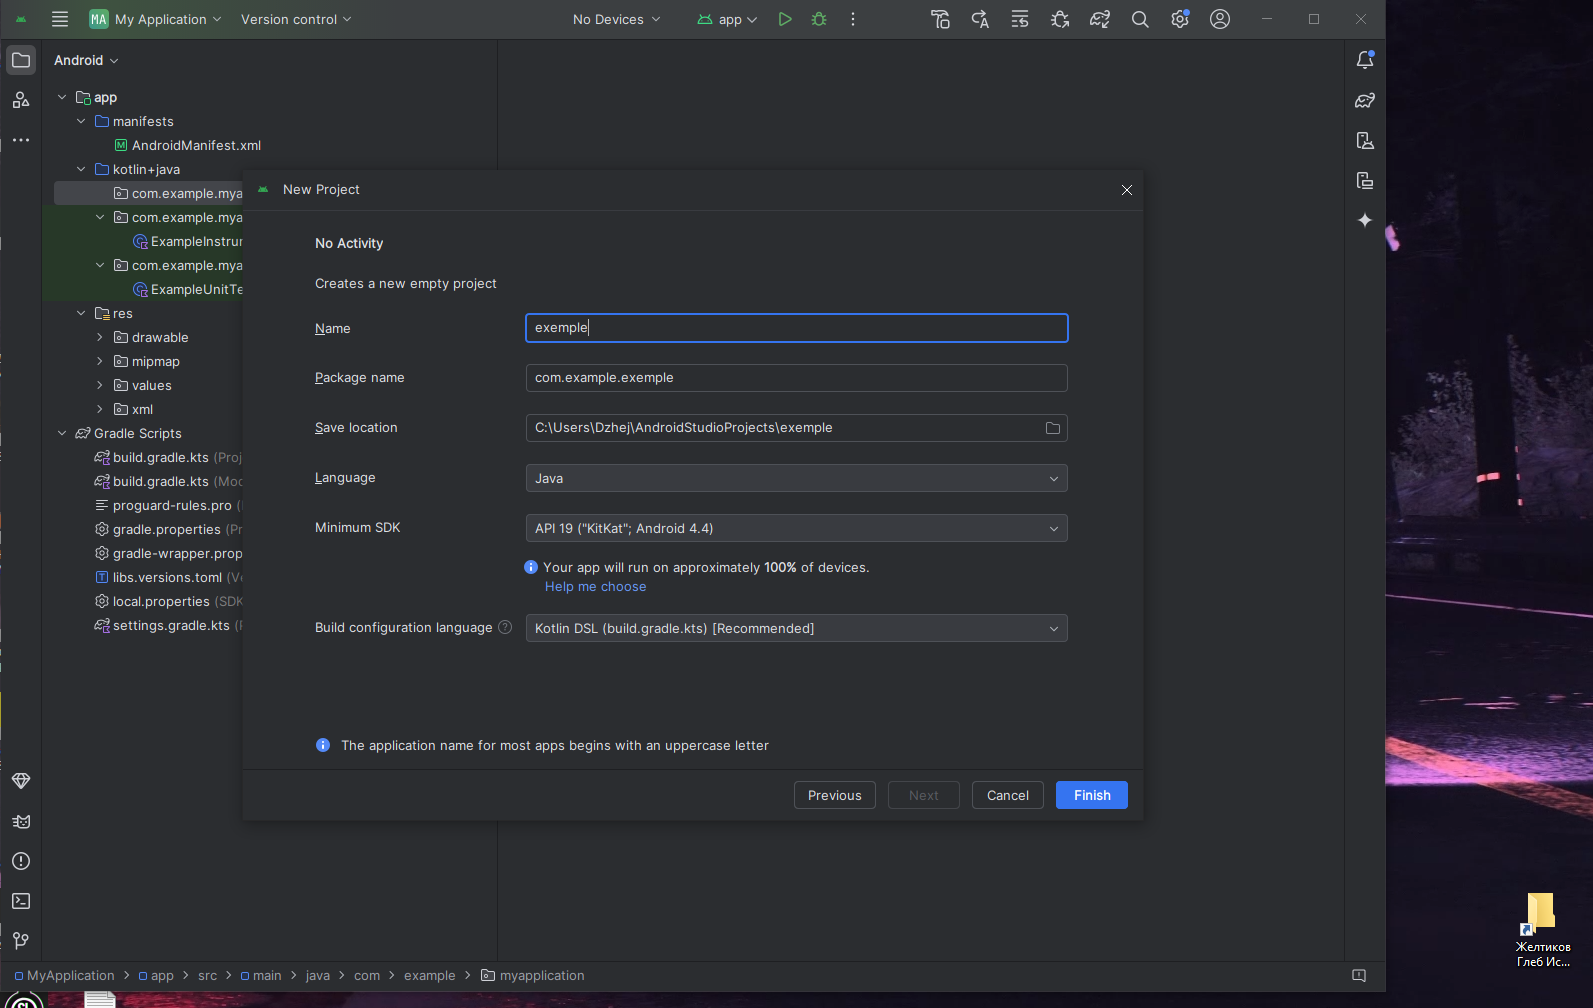 MA My Application Version control No Devices app
Android
app
manifests
AndroidManifest.xml
kotlin+java
com.example.mya
com.example.mya
ExampleInstrur
com.example.mya
ExampleUnitTe
res
drawable
mipmap
values
xml
Gradle Scripts
build.gradle.kts (Proj
build.gradle.kts (Moc
proguard-rules.pro (
gradle.properties (Pr
gradle-wrapper.prop
libs.versions.toml (Ve
local.properties (SDK
settings.gradle.kts (P
New Project
No Activity
Creates a new empty project
Name exemple
Package name com.example.exemple
Save location C:\Users\Dzhej\AndroidStudioProjects\exemple
Language Java
Minimum SDK API 19 ("KitKat"; Android 4.4)
Your app will run on approximately 100% of devices.
Help me choose
Build configuration language ? Kotlin DSL (build.gradle.kts) [Recommended]
The application name for most apps begins with an uppercase letter
Previous Next Cancel Finish
MyApplication > app > src > main > java > com > example > myapplication
Желтиков
Глеб Ис...